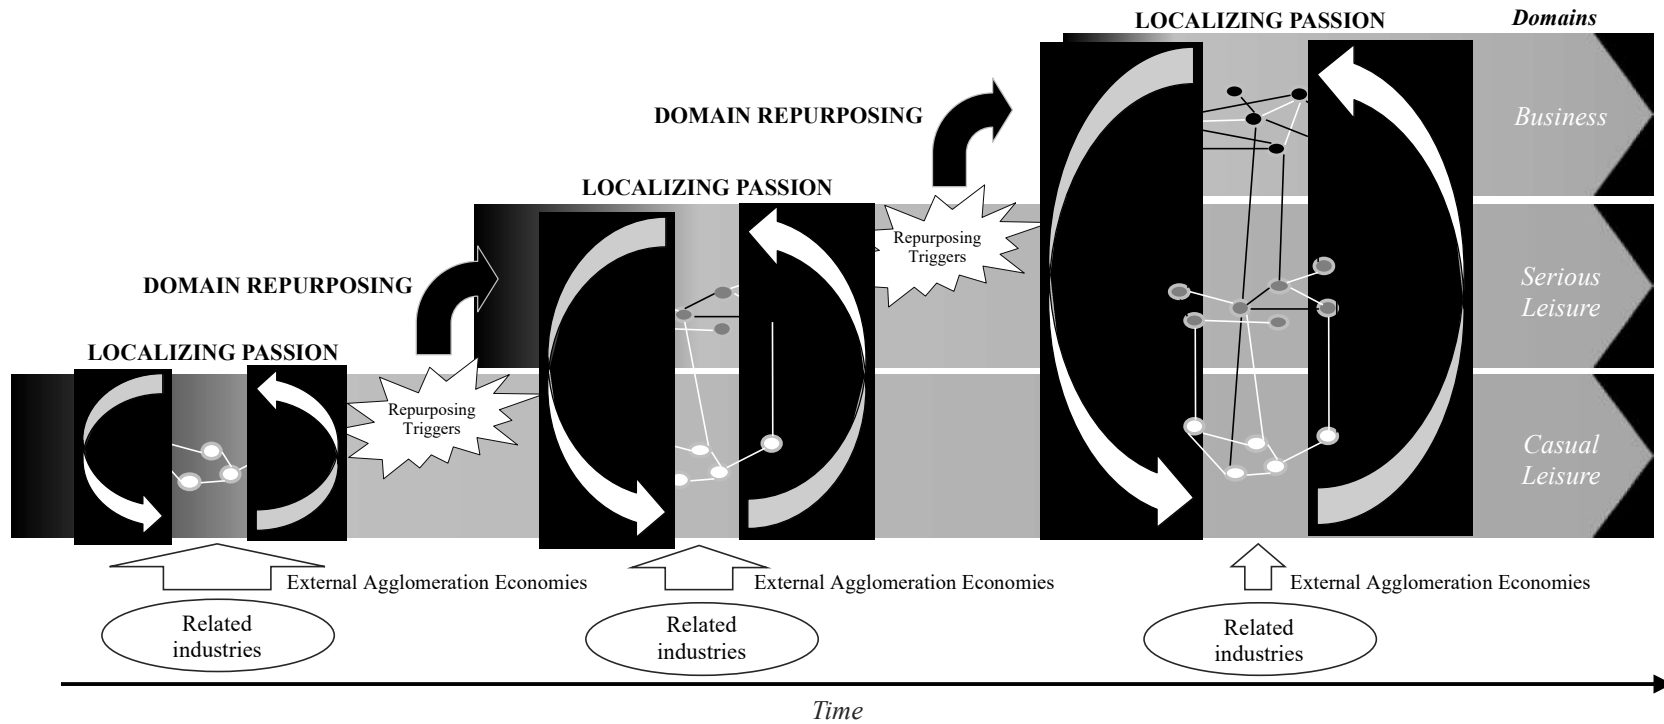 LOCALIZING PASSION
Domains
DOMAIN REPURPOSING
Business
LOCALIZING PASSION
Repurposing
Triggers
DOMAIN REPURPOSING
Serious
Leisure
LOCALIZING PASSION
Repurposing
Triggers
Casual
Leisure
External Agglomeration Economies
External Agglomeration Economies
External Agglomeration Economies
Related
industries
Related
industries
Related
industries
Time